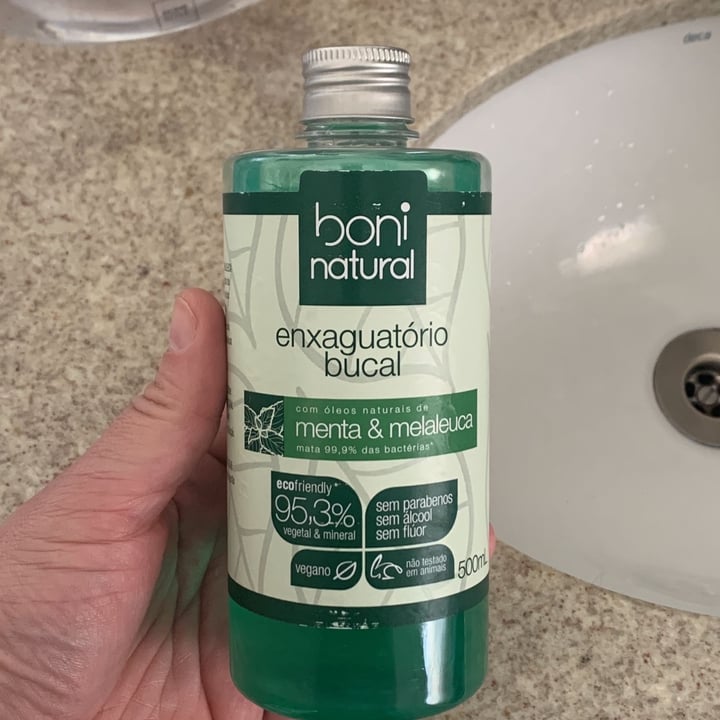 deca
boni
natural
enxaguatório
bucal
com óleos naturais de
menta & melaleuca
mata 99,9% das bactérias*
ecofriendly
95,3%
vegetal & mineral
sem parabenos
sem álcool
sem flúor
vegano
não testado
em animais
500mL